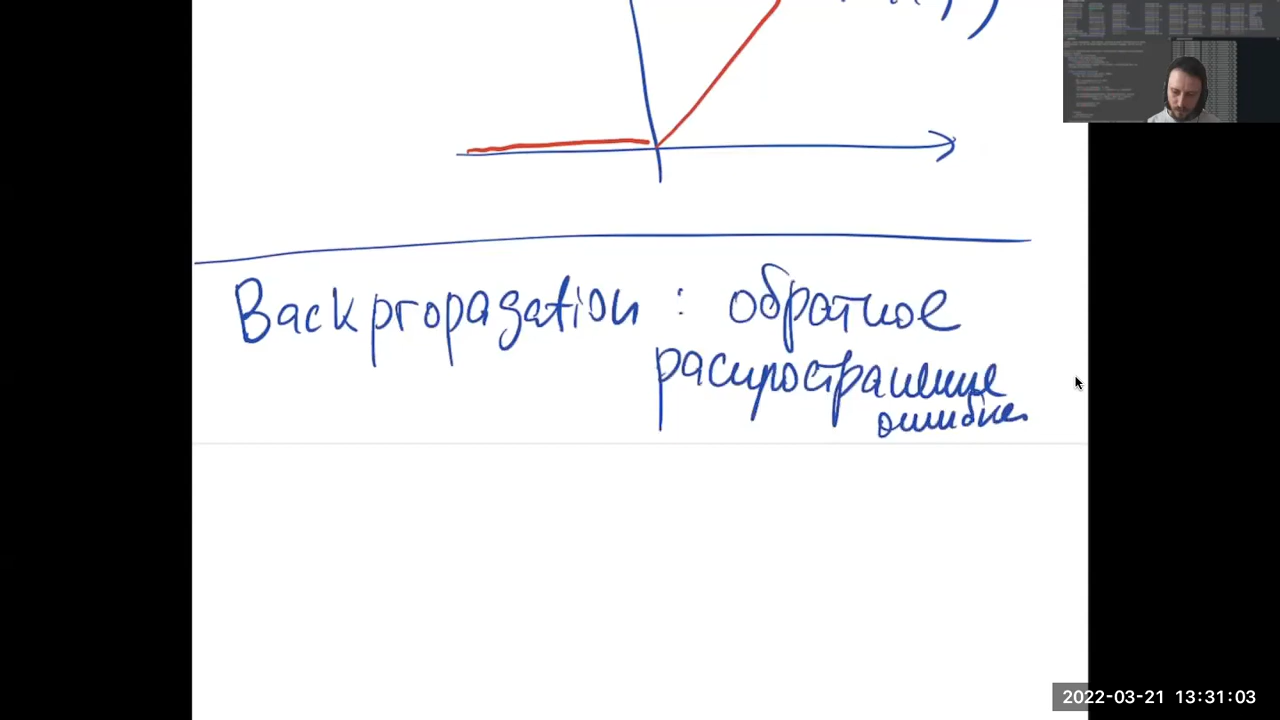 Backpropagation : обратное
распространение
ошибки
2022-03-21 13:31:03